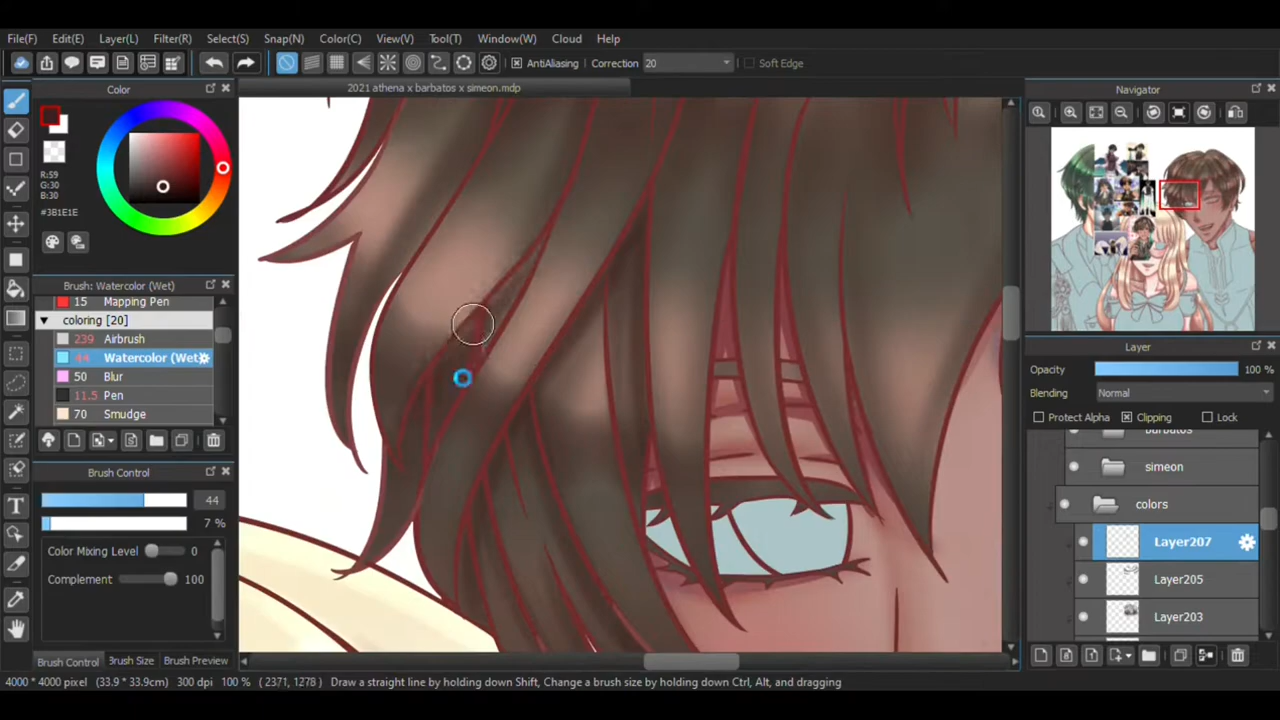 File(F) Edit(E) Layer(L) Filter(R) Select(S) Snap(N) Color(C) View(V) Tool(T) Window(W) Cloud Help
AntiAliasing Correction 20 Soft Edge
Color
2021 athena x barbatos x simeon.mdp
Navigator
R:59
G:30
B:30
#3B1E1E
Brush: Watercolor (Wet)
15 Mapping Pen
coloring [20]
239 Airbrush
44 Watercolor (Wet
50 Blur
11.5 Pen
70 Smudge
Brush Control
44
7 %
Color Mixing Level 0
Complement 100
Brush Control Brush Size Brush Preview
Layer
Opacity 100 %
Blending Normal
Protect Alpha Clipping Lock
barbatos
simeon
colors
Layer207
Layer205
Layer203
4000 * 4000 pixel (33.9 * 33.9cm) 300 dpi 100 % ( 2371, 1278 ) Draw a straight line by holding down Shift, Change a brush size by holding down Ctrl, Alt, and dragging